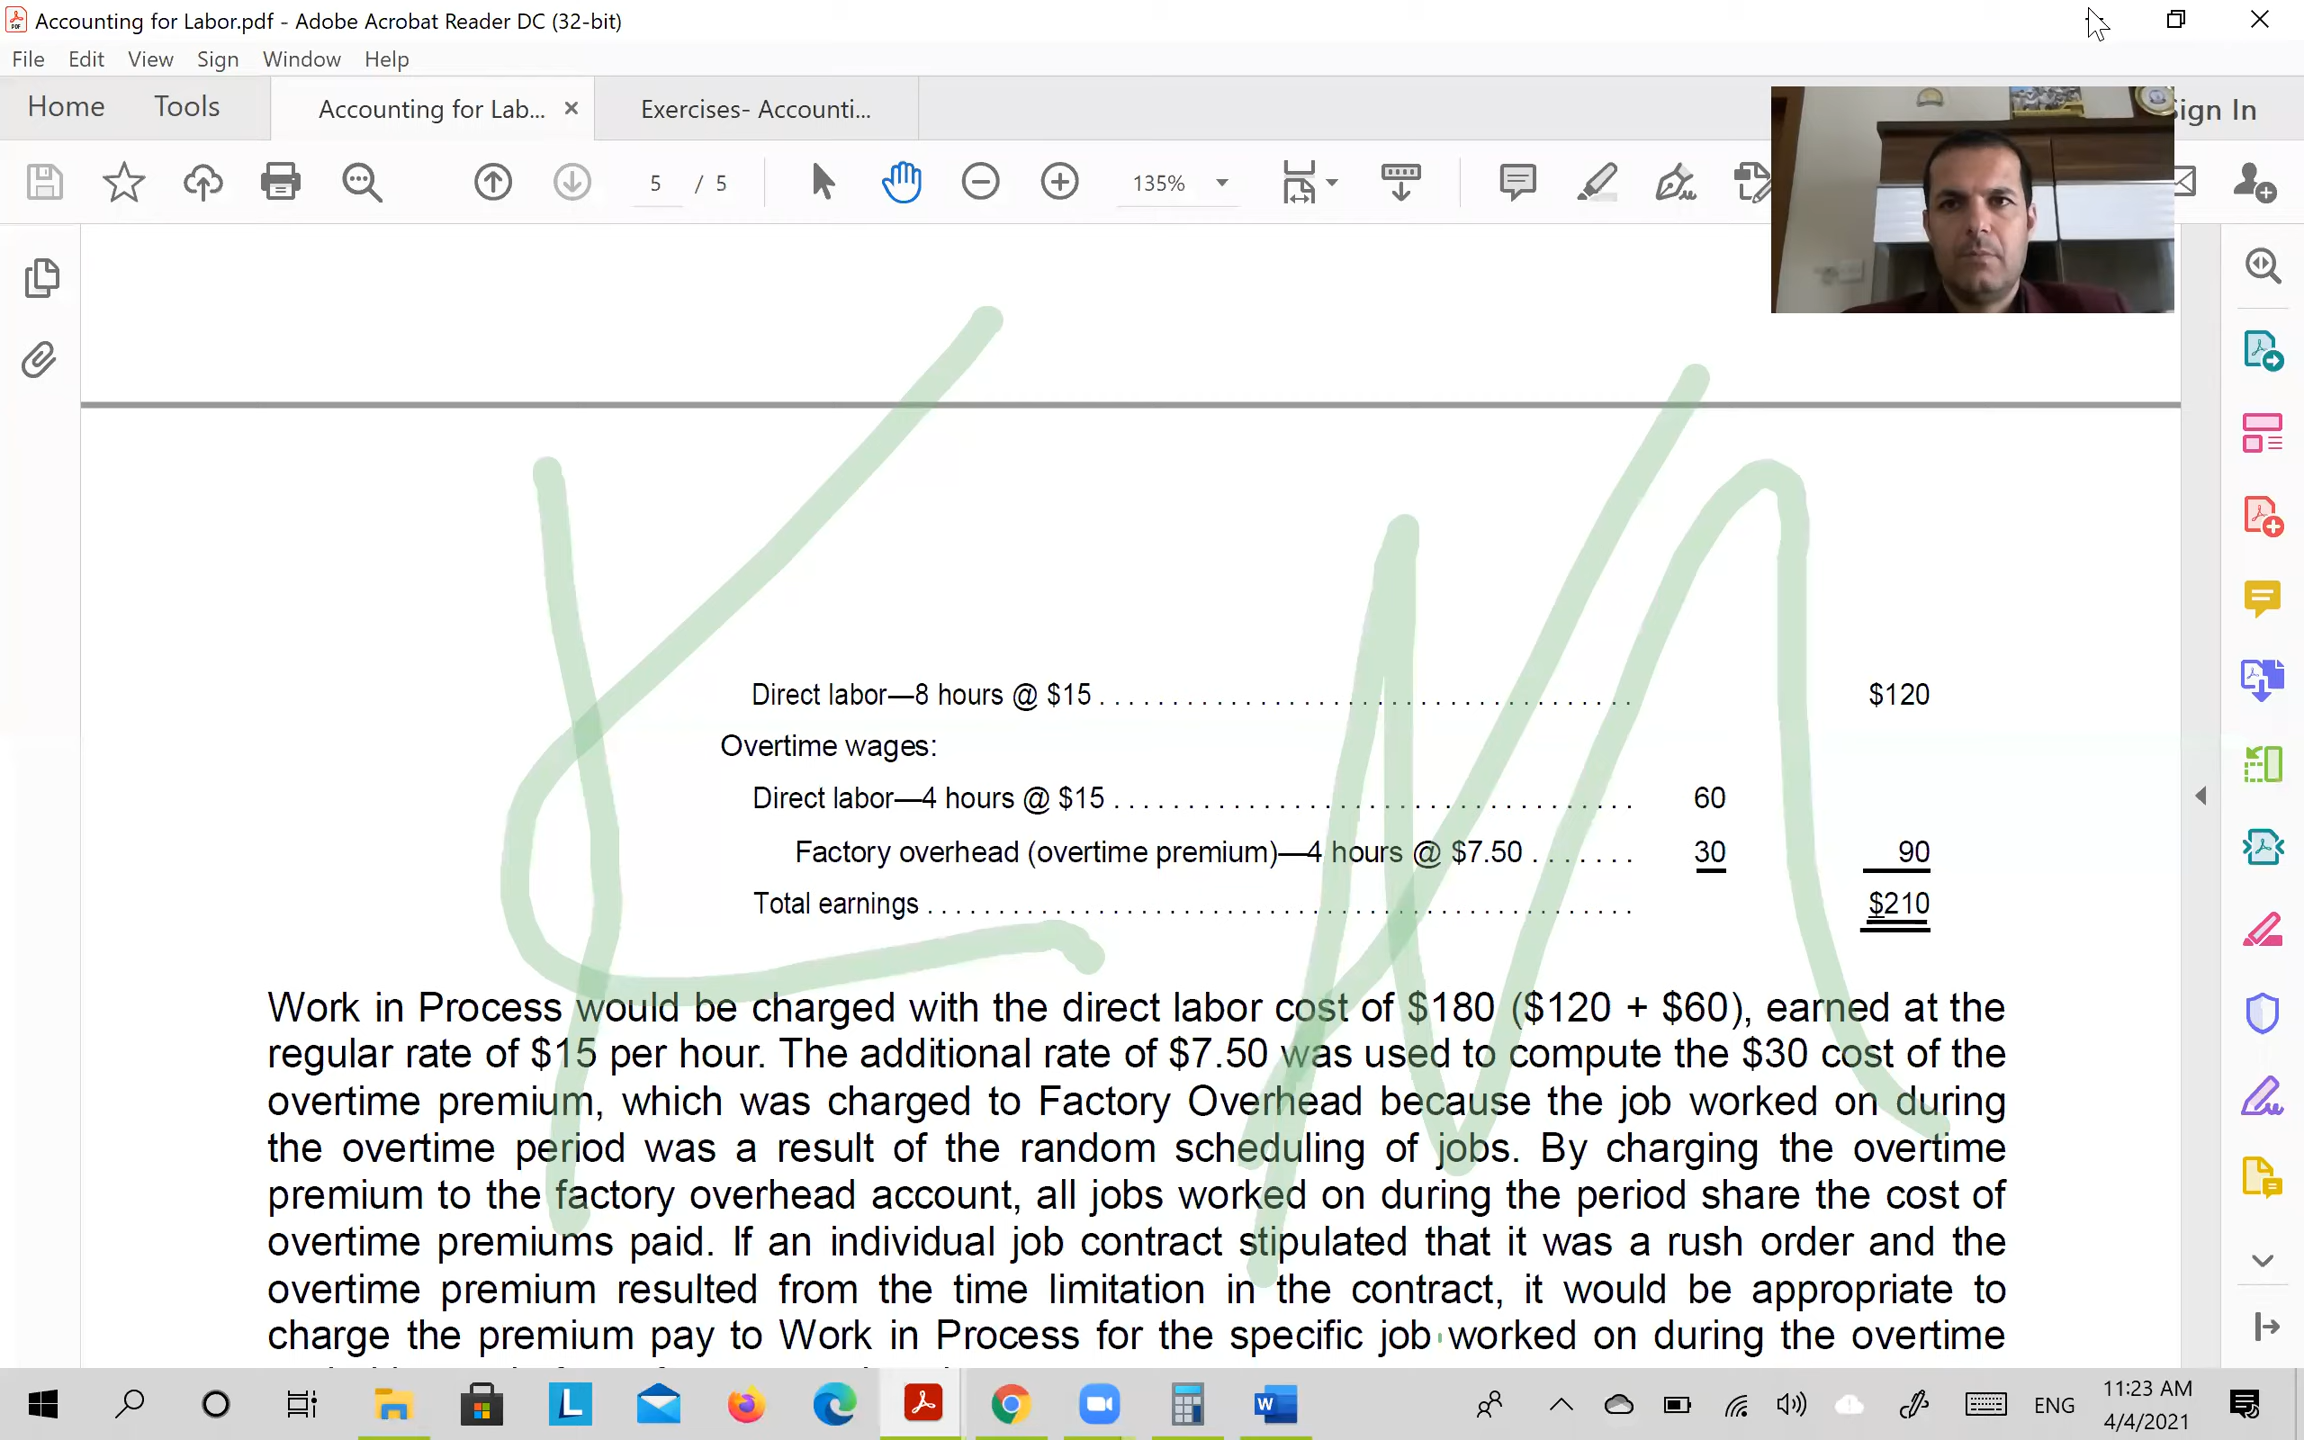 Accounting for Labor.pdf - Adobe Acrobat Reader DC (32-bit)
File Edit View Sign Window Help
Home Tools Accounting for Lab... × Exercises- Accounti... ign In
5 / 5 135%
Direct labor—8 hours @ $15 . . . . . . . . . . . . . . . . . . . . . . . . . . . . . . . . . . . . $120
Overtime wages:
Direct labor—4 hours @ $15 . . . . . . . . . . . . . . . . . . . . . . . . . . . . . . . . . . . 60
Factory overhead (overtime premium)—4 hours @ $7.50 . . . . . . . 30 90
Total earnings . . . . . . . . . . . . . . . . . . . . . . . . . . . . . . . . . . . . . . . . . . . . . . . . $210
Work in Process would be charged with the direct labor cost of $180 ($120 + $60), earned at the
regular rate of $15 per hour. The additional rate of $7.50 was used to compute the $30 cost of the
overtime premium, which was charged to Factory Overhead because the job worked on during
the overtime period was a result of the random scheduling of jobs. By charging the overtime
premium to the factory overhead account, all jobs worked on during the period share the cost of
overtime premiums paid. If an individual job contract stipulated that it was a rush order and the
overtime premium resulted from the time limitation in the contract, it would be appropriate to
charge the premium pay to Work in Process for the specific job worked on during the overtime
ENG
11:23 AM
4/4/2021